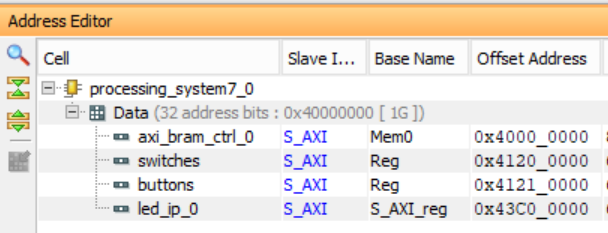 Address Editor
Cell Slave I... Base Name Offset Address
processing_system7_0
Data (32 address bits : 0x40000000 [ 1G ])
axi_bram_ctrl_0 S_AXI Mem0 0x4000_0000
switches S_AXI Reg 0x4120_0000
buttons S_AXI Reg 0x4121_0000
led_ip_0 S_AXI S_AXI_reg 0x43C0_0000